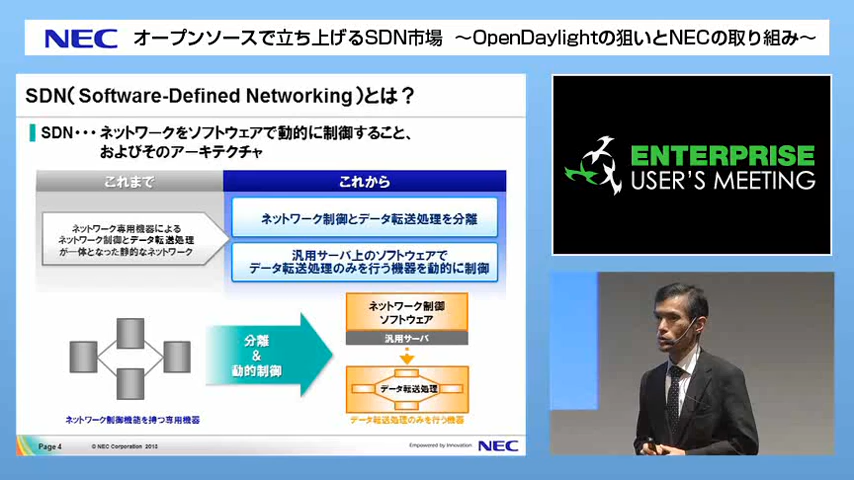 NEC オープンソースで立ち上げるSDN市場 ～OpenDaylightの狙いとNECの取り組み～
SDN（Software-Defined Networking）とは？
SDN・・・ネットワークをソフトウェアで動的に制御すること、
およびそのアーキテクチャ
これまで
これから
ネットワーク専用機器による
ネットワーク制御とデータ転送処理
が一体となった静的なネットワーク
ネットワーク制御とデータ転送処理を分離
汎用サーバ上のソフトウェアで
データ転送処理のみを行う機器を動的に制御
分離
&
動的制御
ネットワーク制御
ソフトウェア
汎用サーバ
データ転送処理
ネットワーク制御機能を持つ専用機器
データ転送処理のみを行う機器
Page 4
© NEC Corporation 2013
Empowered by Innovation
NEC
ENTERPRISE
USER'S MEETING